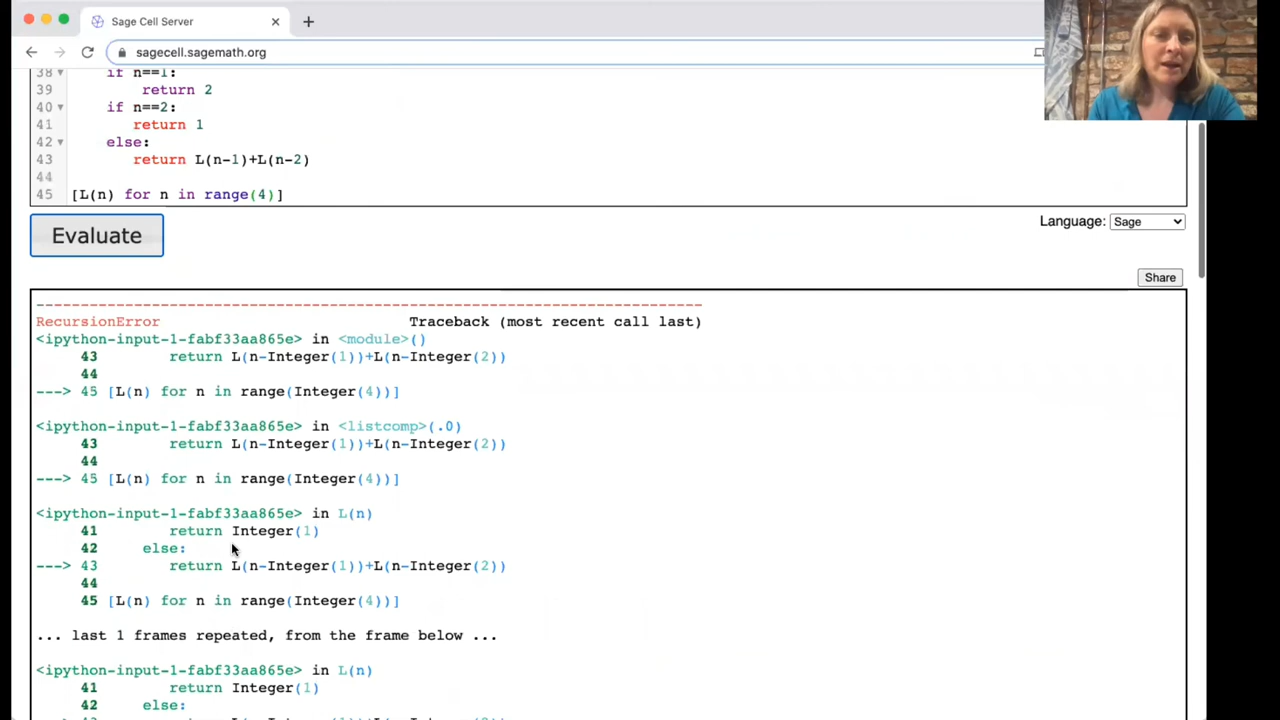 Sage Cell Server
sagecell.sagemath.org
38 if n==1:
39 return 2
40 if n==2:
41 return 1
42 else:
43 return L(n-1)+L(n-2)
44
45 [L(n) for n in range(4)]
Evaluate
Language: Sage
Share
---------------------------------------------------------------------------
RecursionError Traceback (most recent call last)
<ipython-input-1-fabf33aa865e> in <module>()
43 return L(n-Integer(1))+L(n-Integer(2))
44
---> 45 [L(n) for n in range(Integer(4))]
<ipython-input-1-fabf33aa865e> in <listcomp>(.0)
43 return L(n-Integer(1))+L(n-Integer(2))
44
---> 45 [L(n) for n in range(Integer(4))]
<ipython-input-1-fabf33aa865e> in L(n)
41 return Integer(1)
42 else:
---> 43 return L(n-Integer(1))+L(n-Integer(2))
44
45 [L(n) for n in range(Integer(4))]
... last 1 frames repeated, from the frame below ...
<ipython-input-1-fabf33aa865e> in L(n)
41 return Integer(1)
42 else: